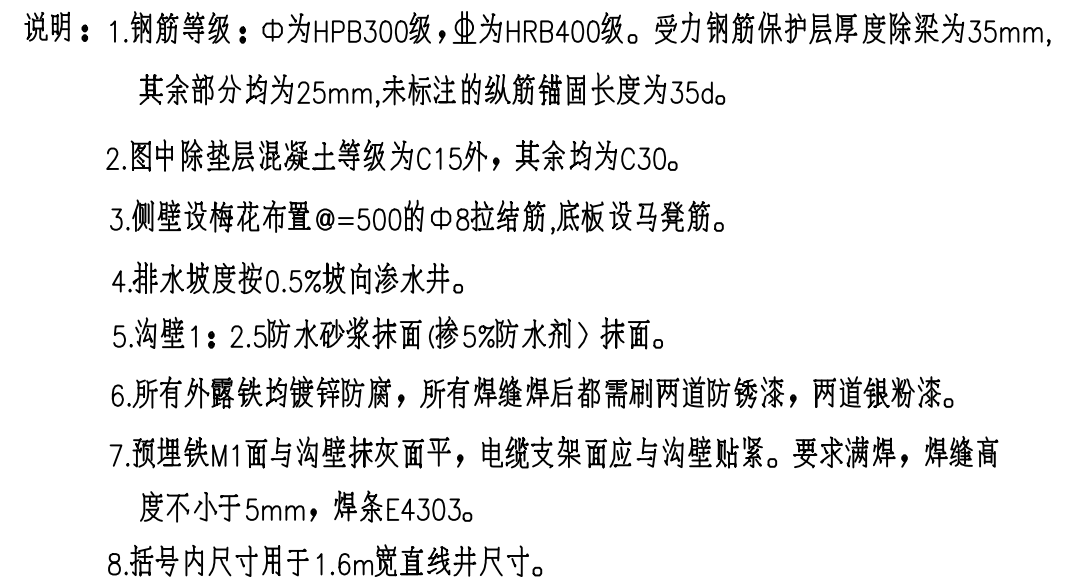 说明：1.钢筋等级：Φ为HPB300级，业为HRB400级。受力钢筋保护层厚度除梁为35mm,
其余部分均为25mm,未标注的纵筋锚固长度为35d。
2.图中除垫层混凝土等级为C15外，其余均为C30。
3.侧壁设梅花布置@=500的Φ8拉结筋,底板设马凳筋。
4.排水坡度按0.5%坡向渗水井。
5.沟壁1：2.5防水砂浆抹面(掺5%防水剂）抹面。
6.所有外露铁均镀锌防腐，所有焊缝焊后都需刷两道防锈漆，两道银粉漆。
7.预埋铁M1面与沟壁抹灰面平，电缆支架面应与沟壁贴紧。要求满焊，焊缝高
度不小于5mm，焊条E4303。
8.括号内尺寸用于1.6m宽直线井尺寸。